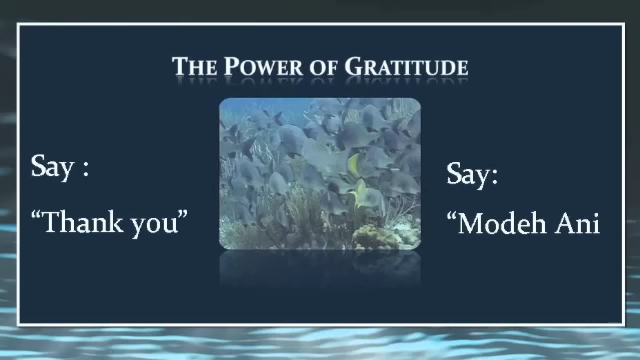 THE POWER OF GRATITUDE
Say :
“Thank you”
Say:
“Modeh Ani